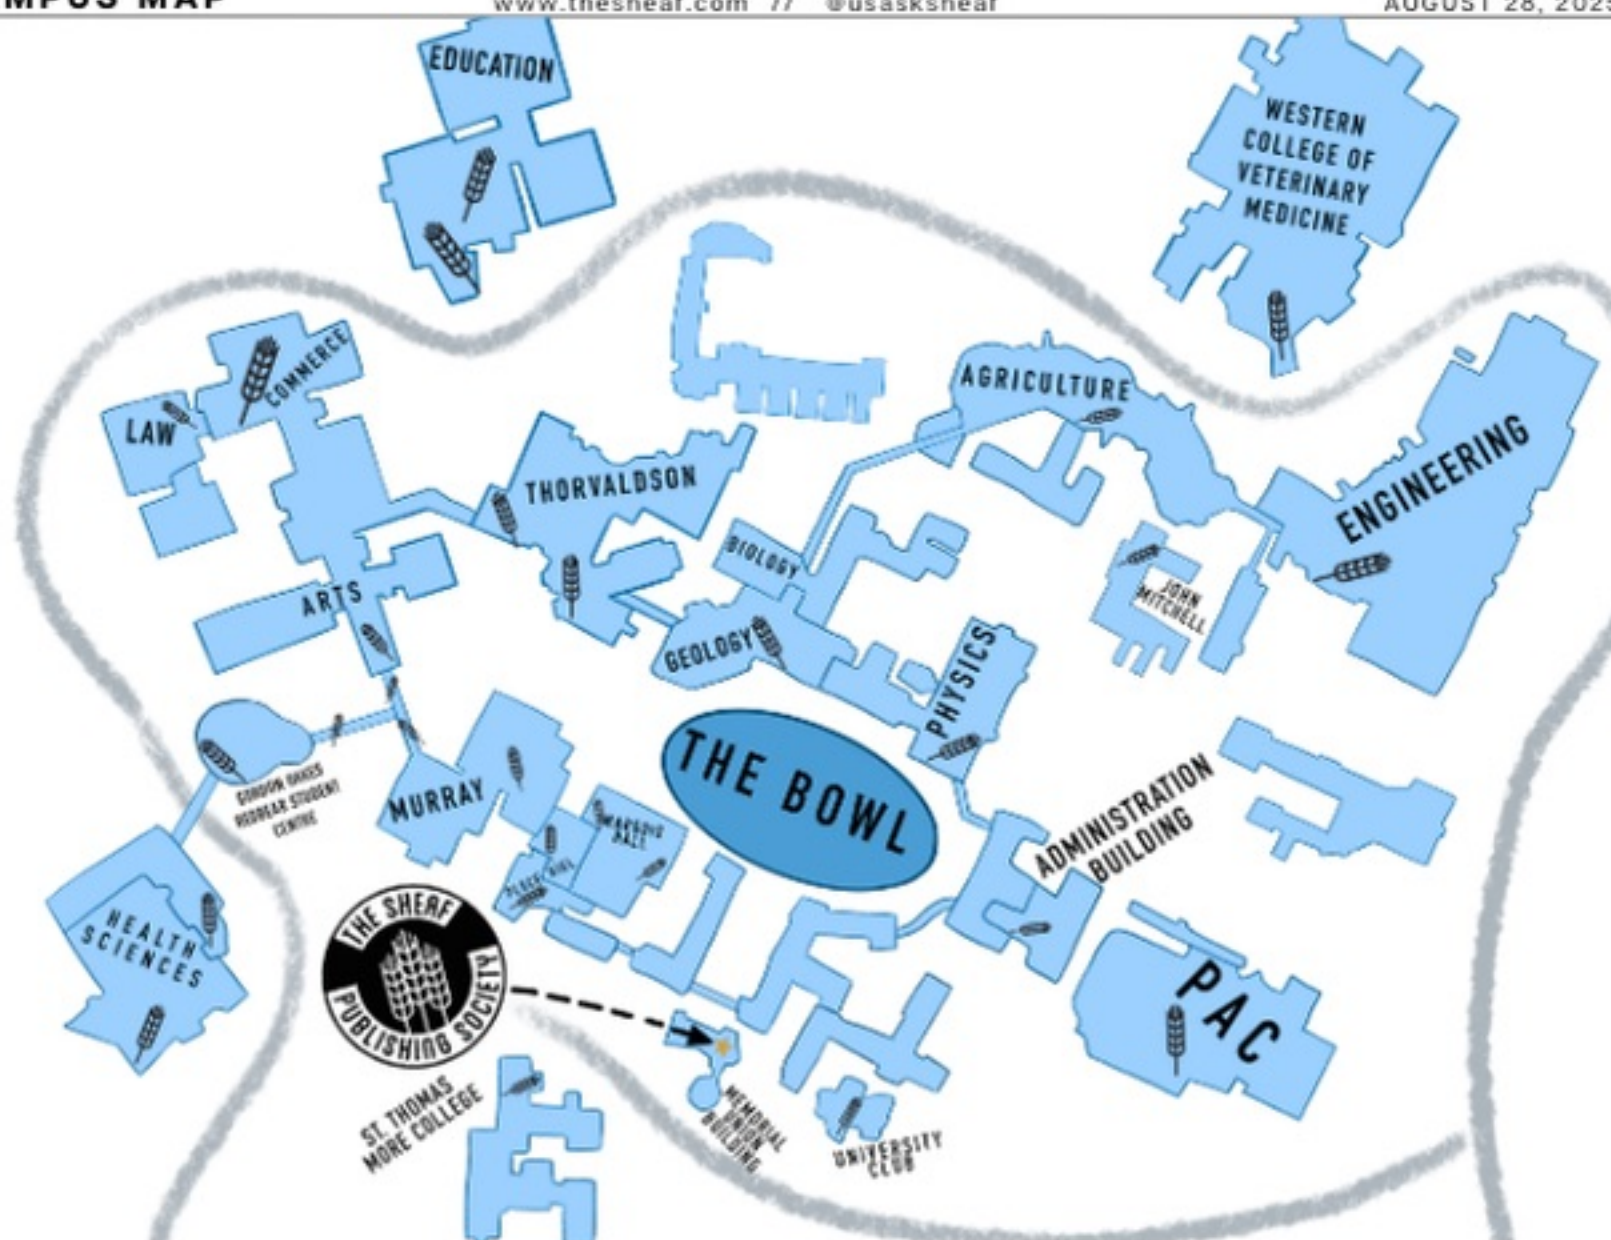 MPUS MAP
www.thesheaf.com // @usasksheaf
AUGUST 28, 2025
EDUCATION
WESTERN
COLLEGE OF
VETERINARY
MEDICINE
COMMERCE
LAW
AGRICULTURE
THORVALDSON
ENGINEERING
BIOLOGY
ARTS
JOHN
MITCHELL
GEOLOGY
PHYSICS
THE BOWL
GORDON OAKES
REDBEAR STUDENT
CENTRE
MURRAY
MARQUIS
HALL
ADMINISTRATION
BUILDING
HEALTH
SCIENCES
THE SHEAF
PUBLISHING SOCIETY
PAC
ST. THOMAS
MORE COLLEGE
MEMORIAL
UNION
BUILDING
UNIVERSITY
CLUB